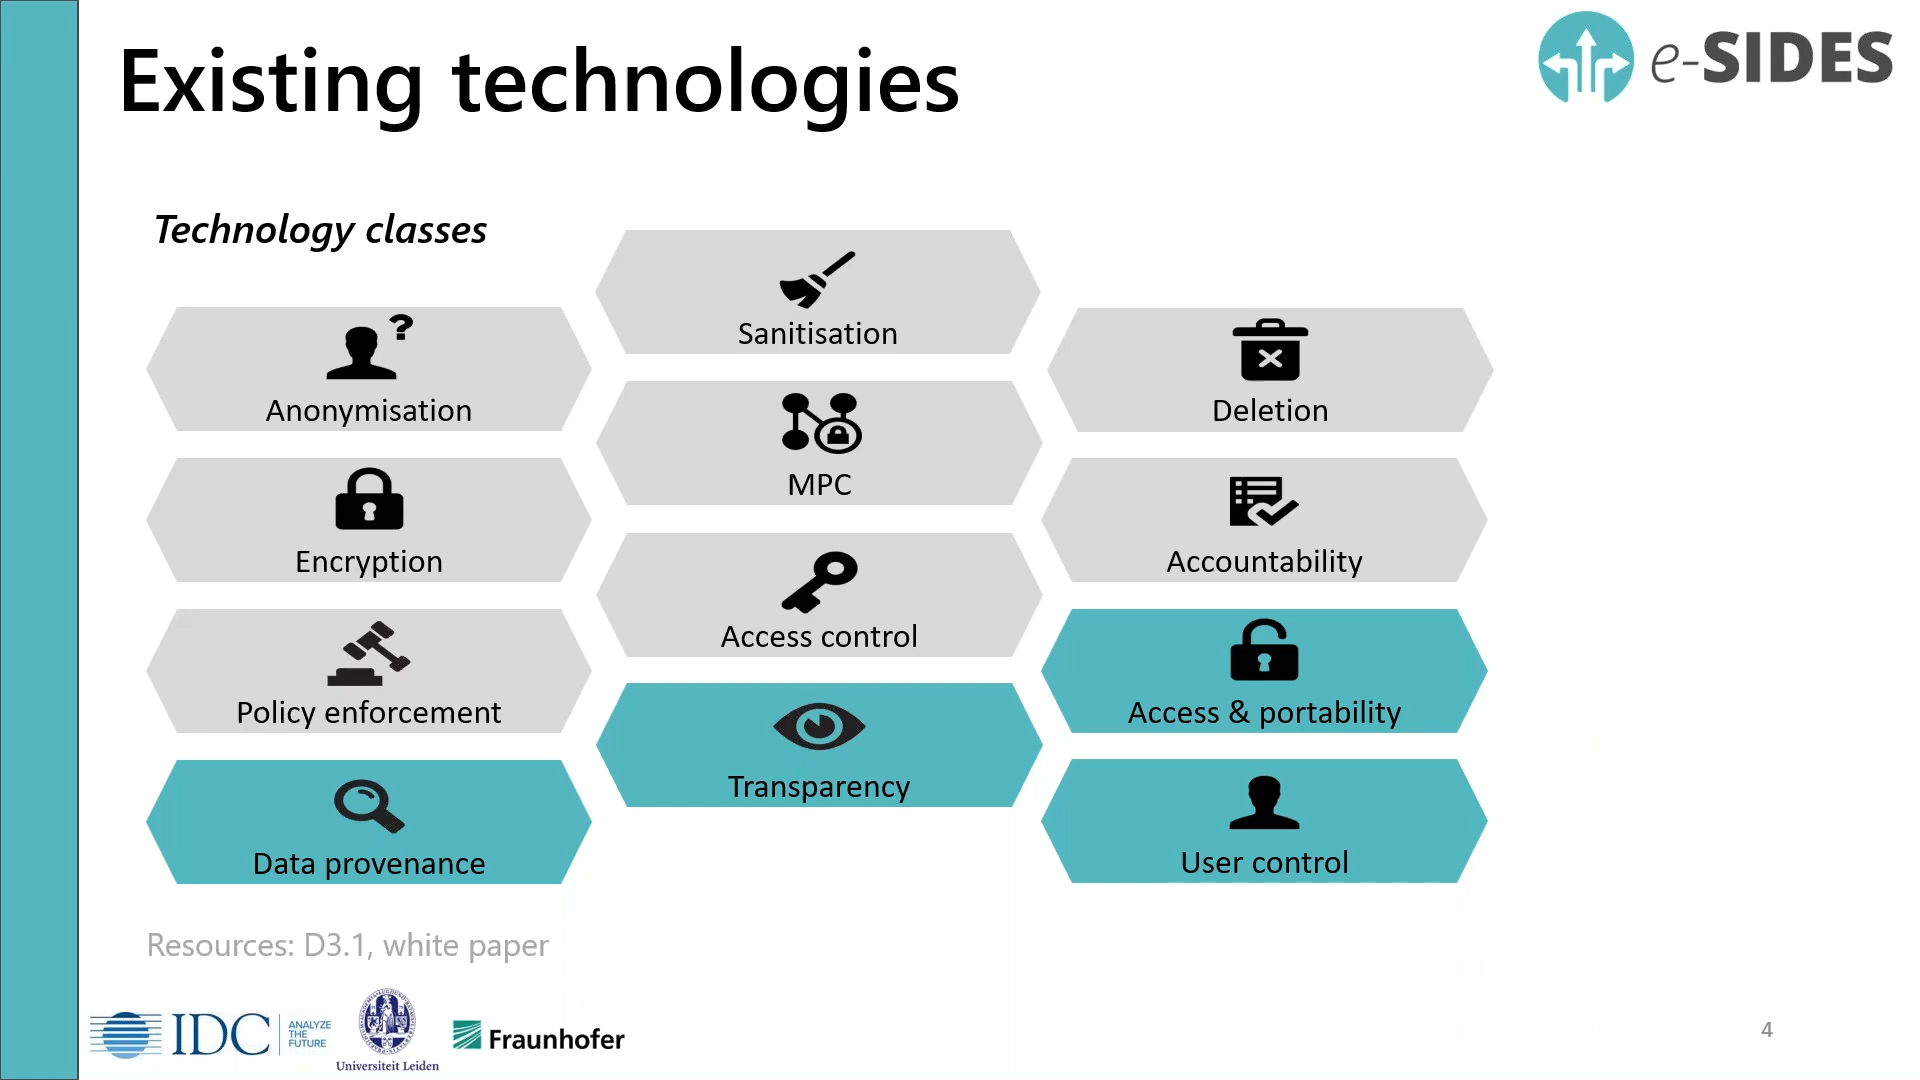 Existing technologies
e-SIDES
Technology classes
Sanitisation
Anonymisation
Deletion
MPC
Encryption
Accountability
Access control
Policy enforcement
Access & portability
Transparency
Data provenance
User control
Resources: D3.1, white paper
IDC
ANALYZE
THE
FUTURE
Universiteit Leiden
Fraunhofer
4